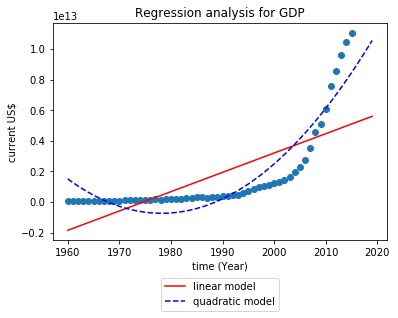 Regression analysis for GDP
1e13
1.0
0.8
0.6
0.4
0.2
0.0
−0.2
current US$
1960 1970 1980 1990 2000 2010 2020
time (Year)
linear model
quadratic model